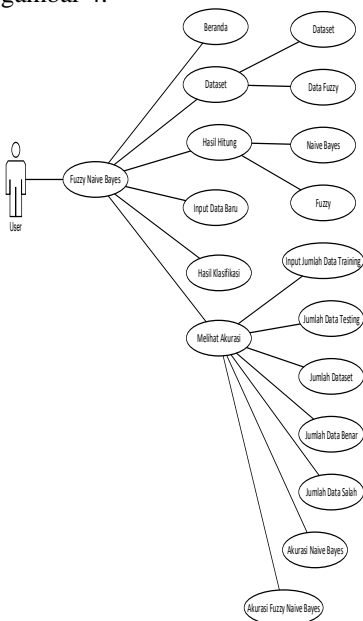 gambar 4.
Beranda
Dataset
Dataset
Data Fuzzy
Hasil Hitung
Naive Bayes
Fuzzy
User
Fuzzy Naive Bayes
Input Data Baru
Hasil Klasifikasi
Melihat Akurasi
Input Jumlah Data Training
Jumlah Data Testing
Jumlah Dataset
Jumlah Data Benar
Jumlah Data Salah
Akurasi Naive Bayes
Akurasi Fuzzy Naive Bayes